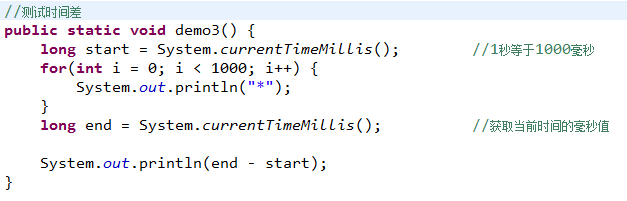 //测试时间差
public static void demo3() {
    long start = System.currentTimeMillis();        //1秒等于1000毫秒
    for(int i = 0; i < 1000; i++) {
        System.out.println("*");
    }
    long end = System.currentTimeMillis();          //获取当前时间的毫秒值
    System.out.println(end - start);
}